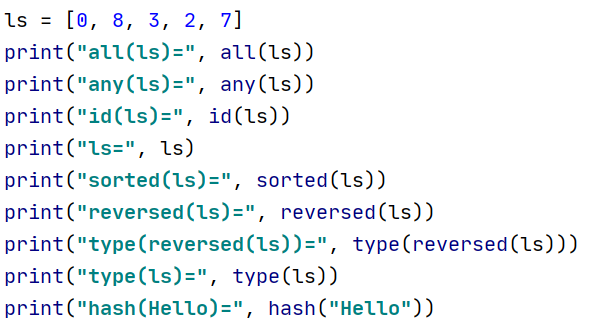 ls = [0, 8, 3, 2, 7]
print("all(ls)=", all(ls))
print("any(ls)=", any(ls))
print("id(ls)=", id(ls))
print("ls=", ls)
print("sorted(ls)=", sorted(ls))
print("reversed(ls)=", reversed(ls))
print("type(reversed(ls))=", type(reversed(ls)))
print("type(ls)=", type(ls))
print("hash(Hello)=", hash("Hello"))